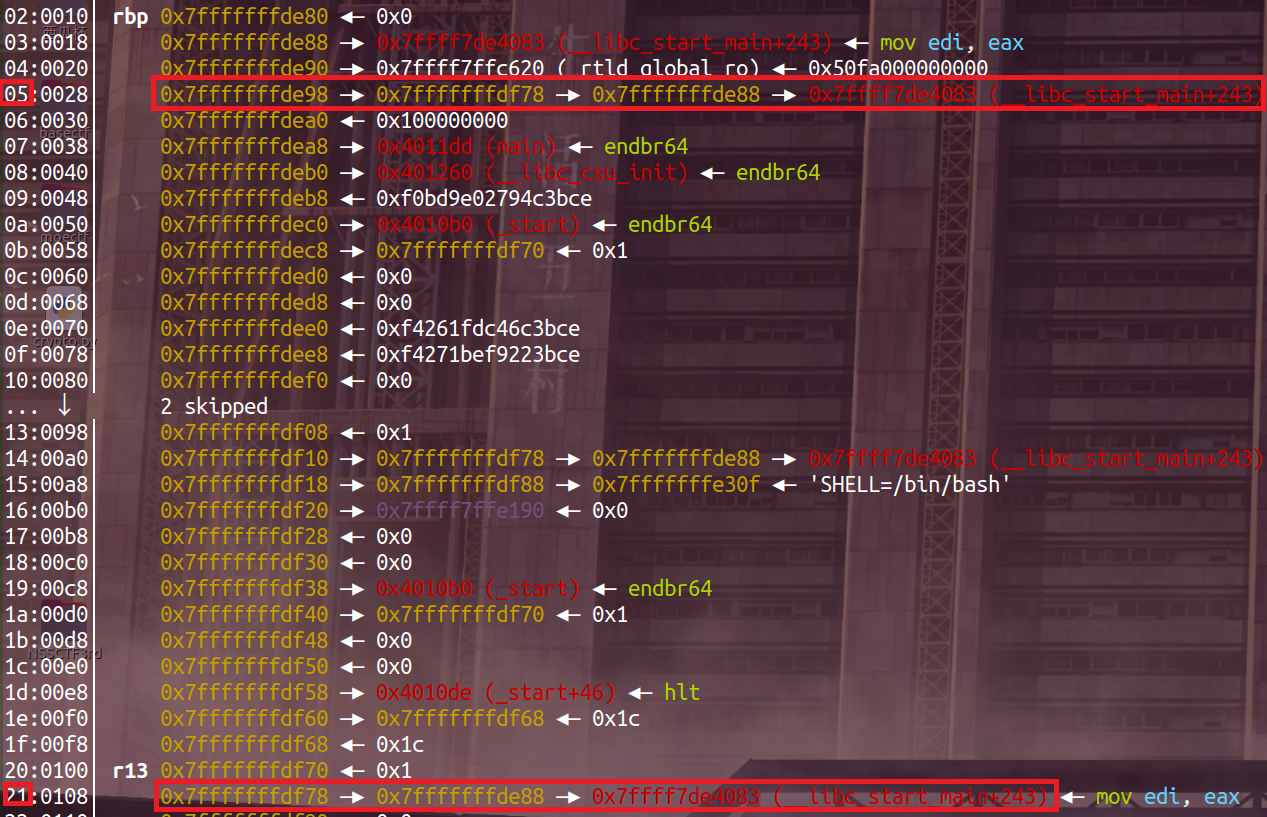 02:0010│ rbp 0x7fffffffde80 ◂— 0x0
03:0018│ 0x7fffffffde88 —▸ 0x7ffff7de4083 (__libc_start_main+243) ◂— mov edi, eax
04:0020│ 0x7fffffffde90 —▸ 0x7ffff7ffc620 (_rtld_global_ro) ◂— 0x50fa000000000
05:0028│ 0x7fffffffde98 —▸ 0x7fffffffdf78 —▸ 0x7fffffffde88 —▸ 0x7ffff7de4083 (__libc_start_main+243)
06:0030│ 0x7fffffffdea0 ◂— 0x100000000
basectf
07:0038│ 0x7fffffffdea8 —▸ 0x4011dd (main) ◂— endbr64
08:0040│ 0x7fffffffdeb0 —▸ 0x401260 (__libc_csu_init) ◂— endbr64
09:0048│ 0x7fffffffdeb8 ◂— 0xf0bd9e02794c3bce
0a:0050│ 0x7fffffffdec0 —▸ 0x4010b0 (_start) ◂— endbr64
moectf
0b:0058│ 0x7fffffffdec8 —▸ 0x7fffffffdf70 ◂— 0x1
0c:0060│ 0x7fffffffded0 ◂— 0x0
0d:0068│ 0x7fffffffded8 ◂— 0x0
0e:0070│ 0x7fffffffdee0 ◂— 0xf4261fdc46c3bce
crypto.py
0f:0078│ 0x7fffffffdee8 ◂— 0xf4271bef9223bce
10:0080│ 0x7fffffffdef0 ◂— 0x0
... ↓ 2 skipped
13:0098│ 0x7fffffffdf08 ◂— 0x1
14:00a0│ 0x7fffffffdf10 —▸ 0x7fffffffdf78 —▸ 0x7fffffffde88 —▸ 0x7ffff7de4083 (__libc_start_main+243)
15:00a8│ 0x7fffffffdf18 —▸ 0x7fffffffdf88 —▸ 0x7fffffffe30f ◂— 'SHELL=/bin/bash'
16:00b0│ 0x7fffffffdf20 —▸ 0x7ffff7ffe190 ◂— 0x0
17:00b8│ 0x7fffffffdf28 ◂— 0x0
18:00c0│ 0x7fffffffdf30 ◂— 0x0
19:00c8│ 0x7fffffffdf38 —▸ 0x4010b0 (_start) ◂— endbr64
1a:00d0│ 0x7fffffffdf40 —▸ 0x7fffffffdf70 ◂— 0x1
1b:00d8│ 0x7fffffffdf48 ◂— 0x0
NSSCTF3rd
1c:00e0│ 0x7fffffffdf50 ◂— 0x0
1d:00e8│ 0x7fffffffdf58 —▸ 0x4010de (_start+46) ◂— hlt
1e:00f0│ 0x7fffffffdf60 —▸ 0x7fffffffdf68 ◂— 0x1c
1f:00f8│ 0x7fffffffdf68 ◂— 0x1c
20:0100│ r13 0x7fffffffdf70 ◂— 0x1
21:0108│ 0x7fffffffdf78 —▸ 0x7fffffffde88 —▸ 0x7ffff7de4083 (__libc_start_main+243) ◂— mov edi, eax